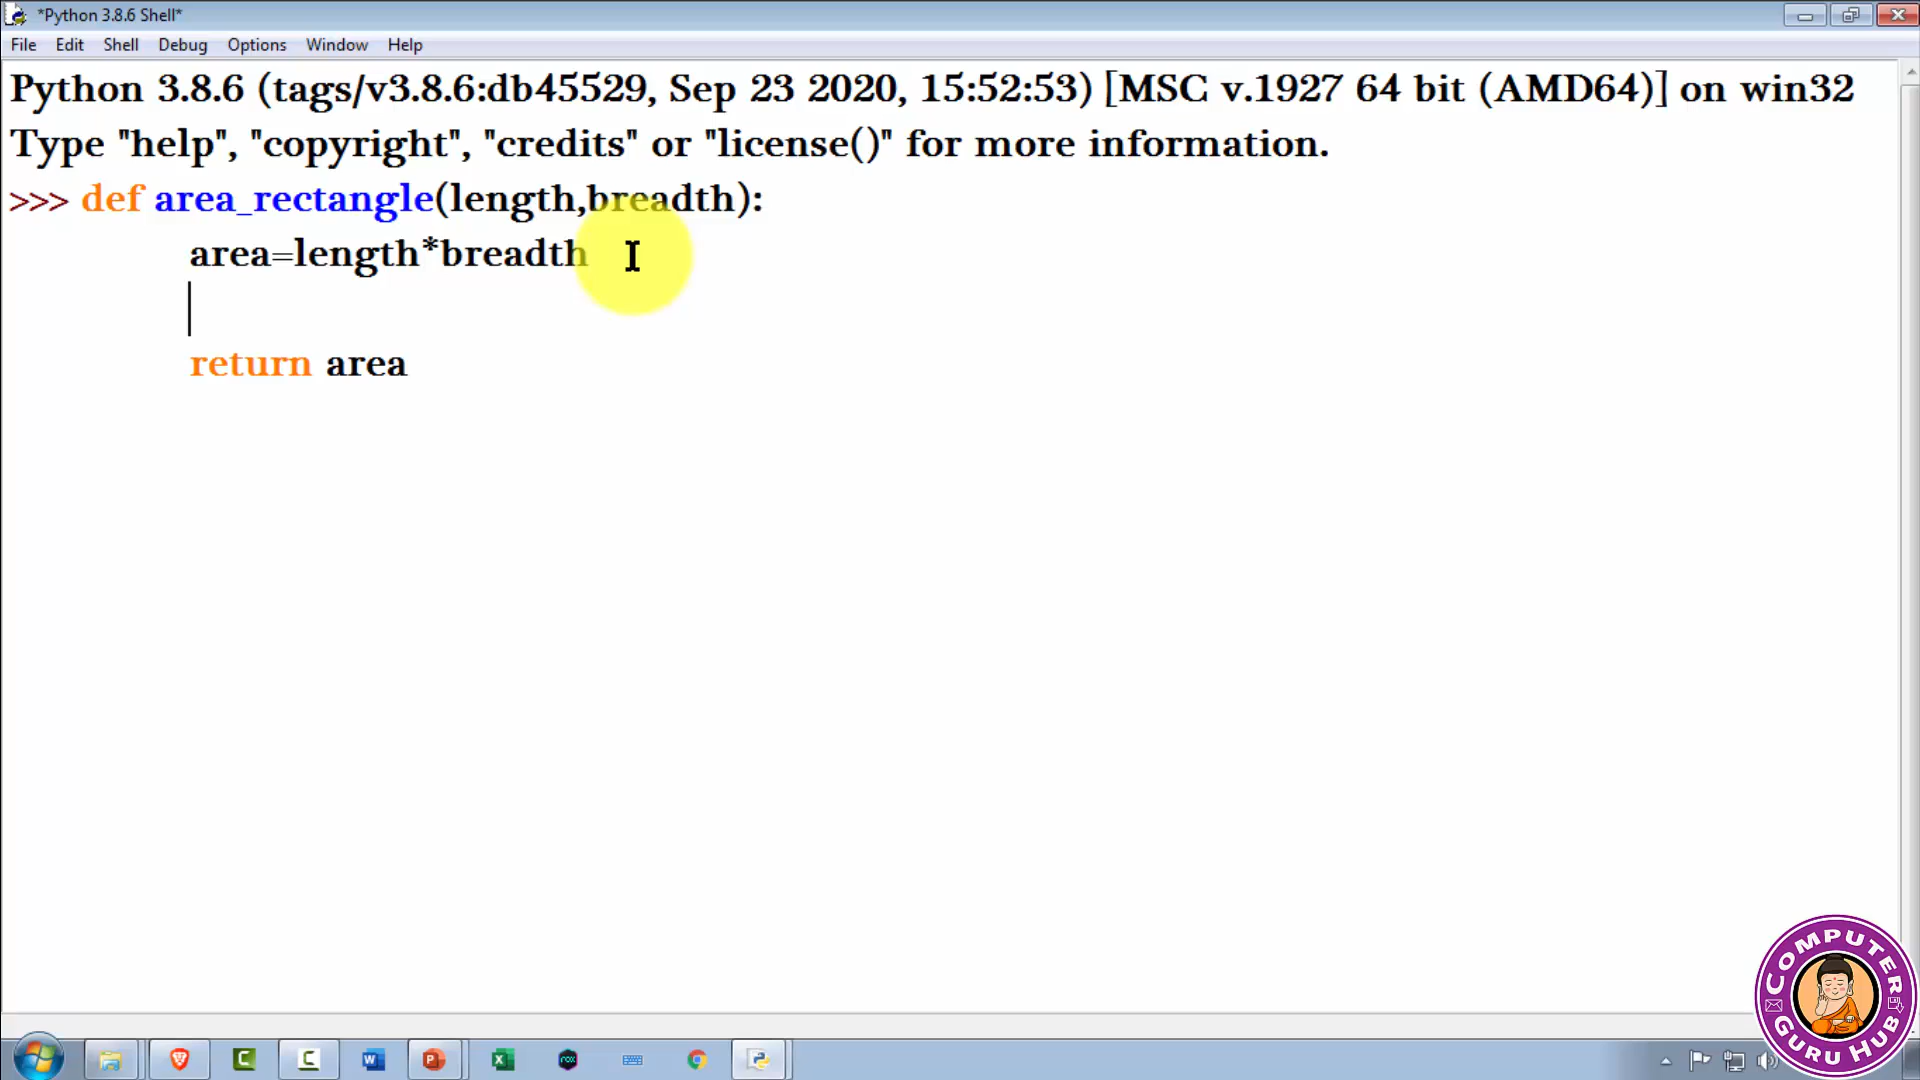 *Python 3.8.6 Shell*
File Edit Shell Debug Options Window Help
Python 3.8.6 (tags/v3.8.6:db45529, Sep 23 2020, 15:52:53) [MSC v.1927 64 bit (AMD64)] on win32
Type "help", "copyright", "credits" or "license()" for more information.
>>> def area_rectangle(length,breadth):
area=length*breadth
return area
COMPUTER
GURU HUB